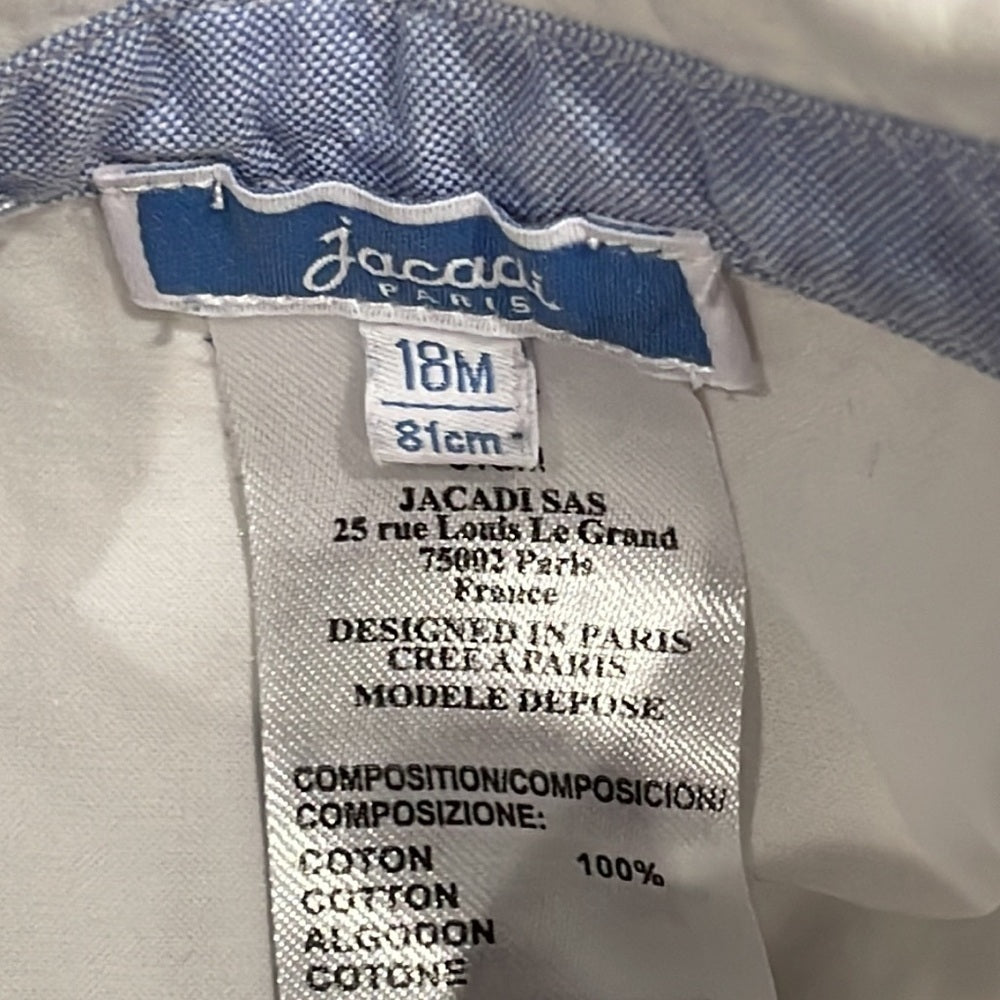 jacadi
PARIS
18M
81cm
JACADI SAS
25 rue Louis Le Grand
75002 Paris
France
DESIGNED IN PARIS
CREE A PARIS
MODELE DEPOSE
COMPOSITION/COMPOSICION/
COMPOSIZIONE:
COTON 100%
COTTON
ALGODON
COTONE